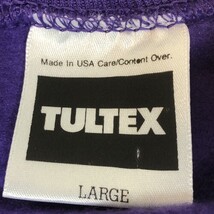 Made In USA Care/Content Over.
TULTEX
LARGE